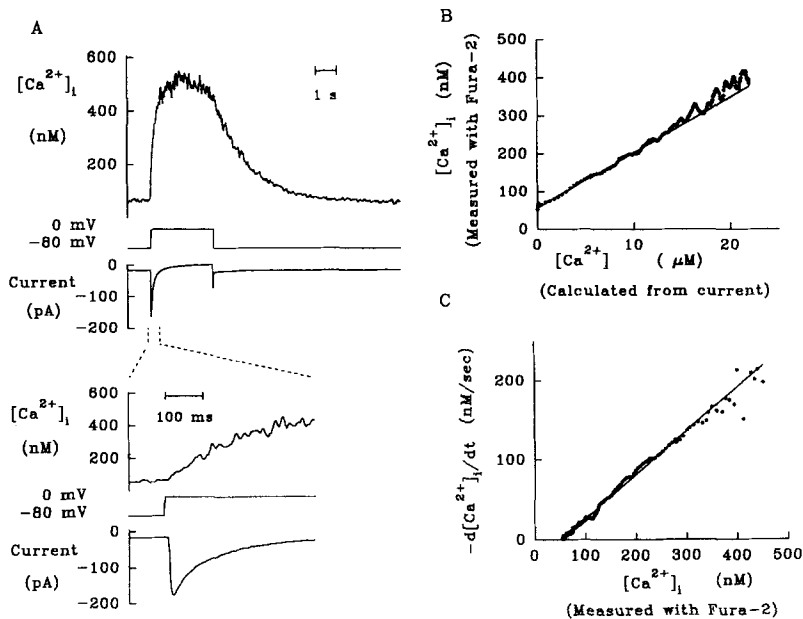 A
600
[Ca²⁺]ᵢ
400
(nM)
200
1 s
0 mV
-80 mV
0
Current
-100
(pA)
-200
100 ms
600
[Ca²⁺]ᵢ
400
(nM)
200
0 mV
-80 mV
0
Current
-100
(pA)
-200
B
[Ca²⁺]ᵢ (nM)
(Measured with Fura-2)
500
400
300
200
100
0
0 10 20
[Ca²⁺] (μM)
(Calculated from current)
C
-d[Ca²⁺]ᵢ/dt (nM/sec)
200
100
0
0 100 200 300 400 500
[Ca²⁺]ᵢ (nM)
(Measured with Fura-2)